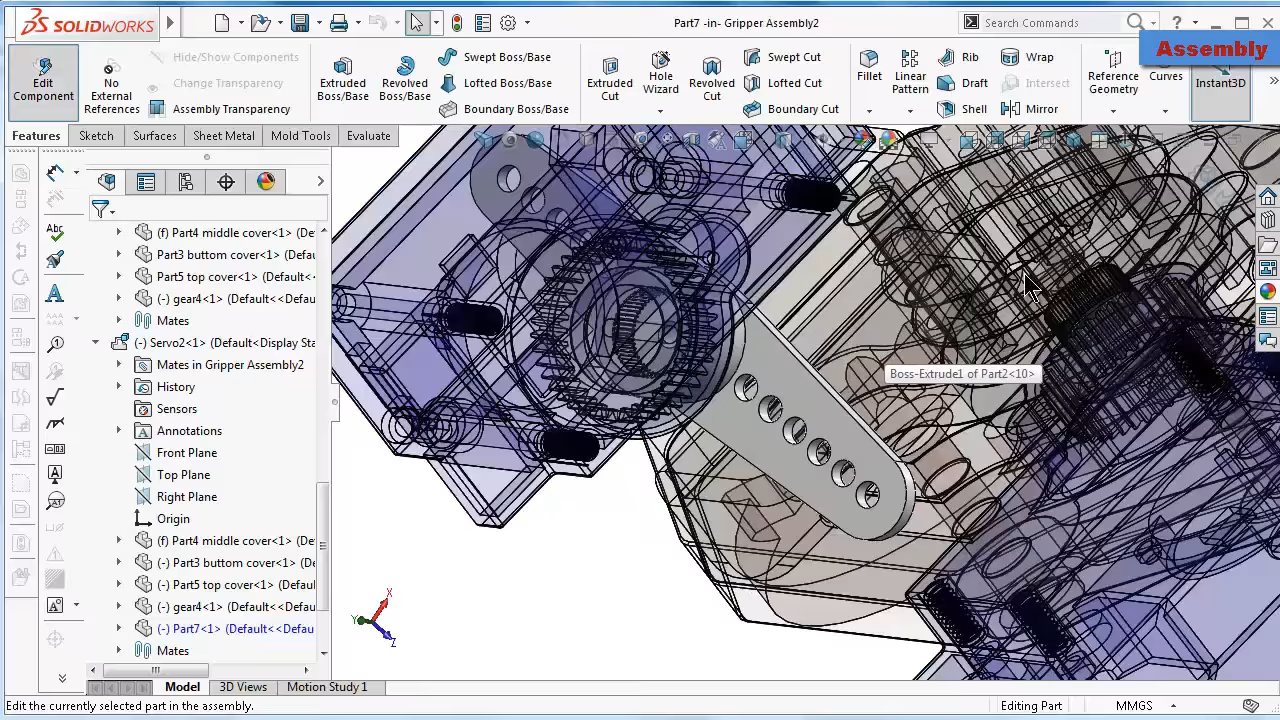 SOLIDWORKS
Part7 -in- Gripper Assembly2
Search Commands
?
Assembly
Edit Component
No External References
Hide/Show Components
Change Transparency
Assembly Transparency
Extruded Boss/Base
Revolved Boss/Base
Swept Boss/Base
Lofted Boss/Base
Boundary Boss/Base
Extruded Cut
Hole Wizard
Revolved Cut
Swept Cut
Lofted Cut
Boundary Cut
Fillet
Linear Pattern
Rib
Draft
Shell
Wrap
Intersect
Mirror
Reference Geometry
Curves
Instant3D
Features
Sketch
Surfaces
Sheet Metal
Mold Tools
Evaluate
(f) Part4 middle cover<1> (De
Part3 buttom cover<1> (Defau
Part5 top cover<1> (Default<
(-) gear4<1> (Default<<Defau
Mates
(-) Servo2<1> (Default<Display Sta
Mates in Gripper Assembly2
History
Sensors
Annotations
Front Plane
Top Plane
Right Plane
Origin
(f) Part4 middle cover<1> (De
(-) Part3 buttom cover<1> (De
(-) Part5 top cover<1> (Defaul
(-) gear4<1> (Default<<Defau
(-) Part7<1> (Default<<Defau
Mates
Boss-Extrude1 of Part2<10>
X
Y
Z
Model
3D Views
Motion Study 1
Edit the currently selected part in the assembly.
Editing Part
MMGS